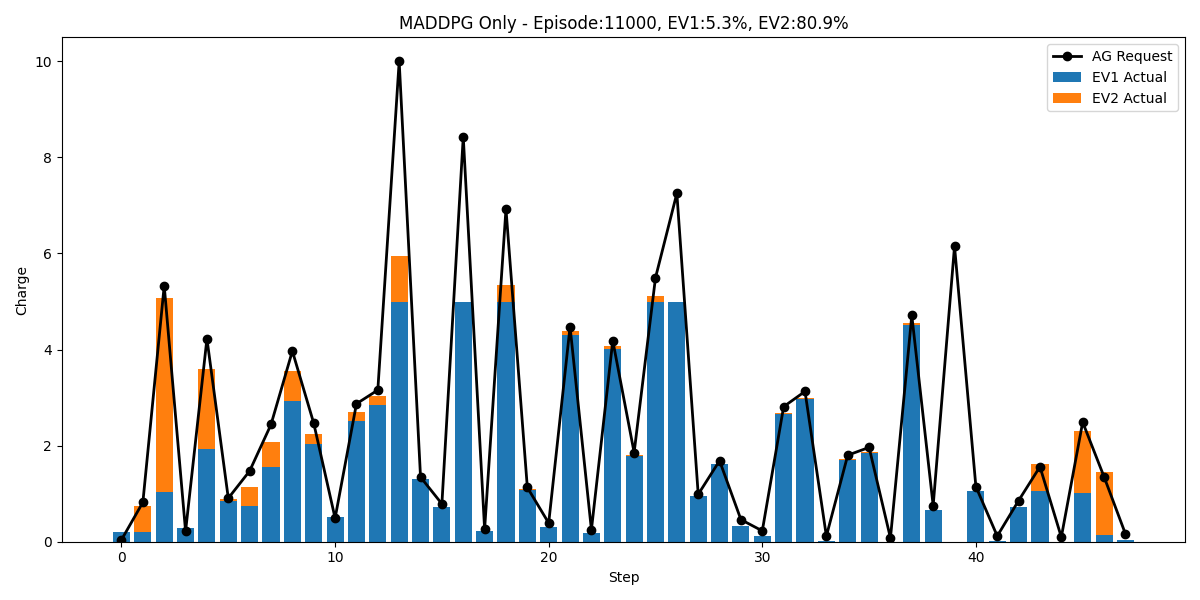 MADDPG Only - Episode:11000, EV1:5.3%, EV2:80.9%
AG Request
EV1 Actual
EV2 Actual
10
8
6
4
2
0
Charge
0 10 20 30 40
Step